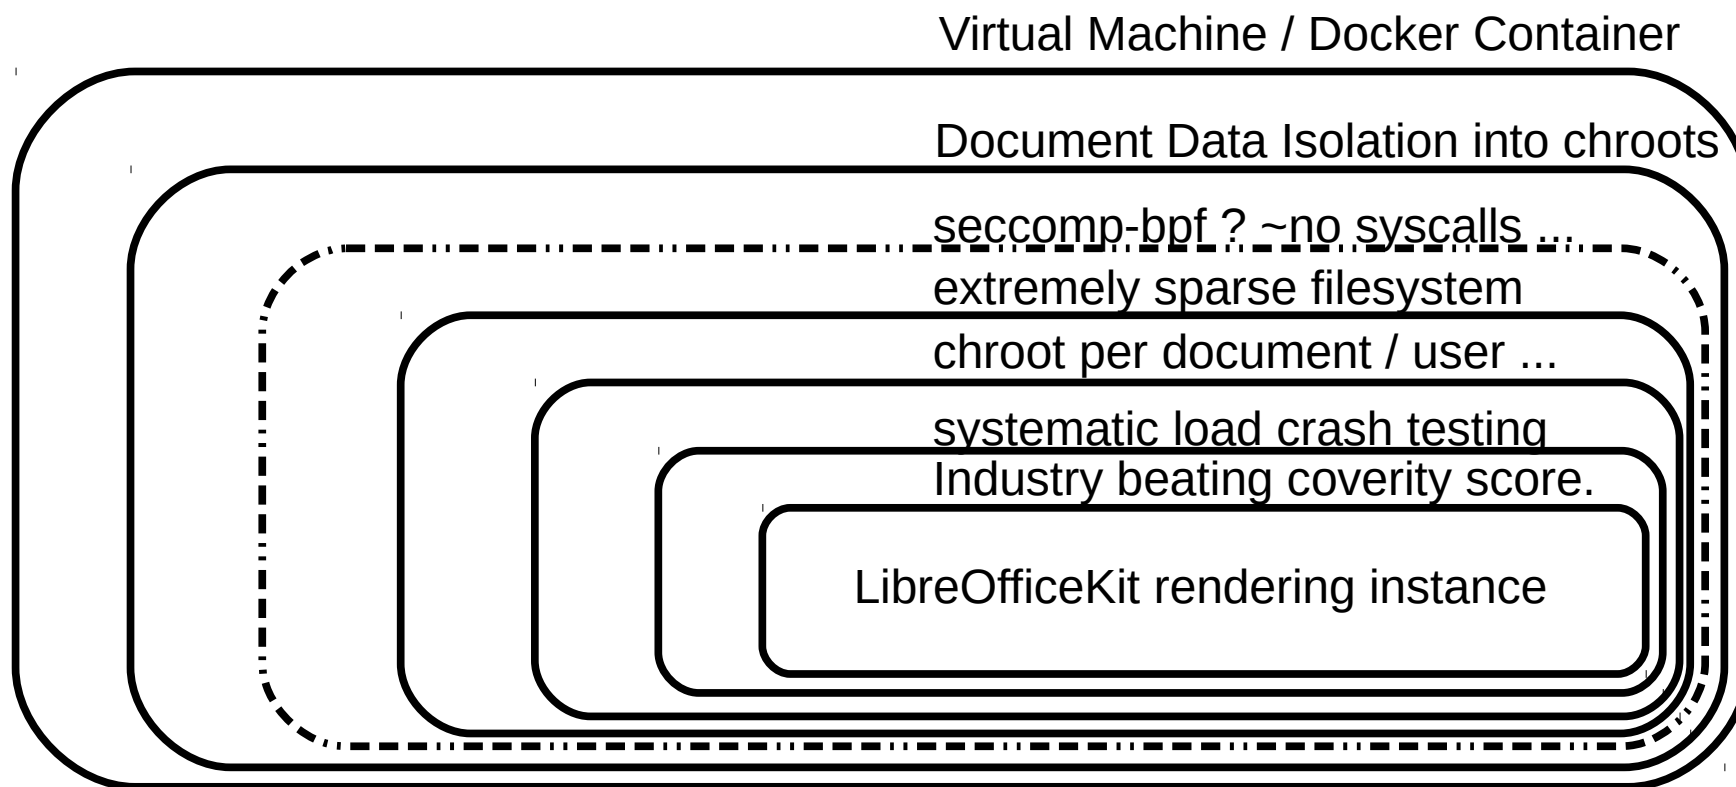 Virtual Machine / Docker Container
Document Data Isolation into chroots
seccomp-bpf ? ~no syscalls ...
extremely sparse filesystem
chroot per document / user ...
systematic load crash testing
Industry beating coverity score.
LibreOfficeKit rendering instance